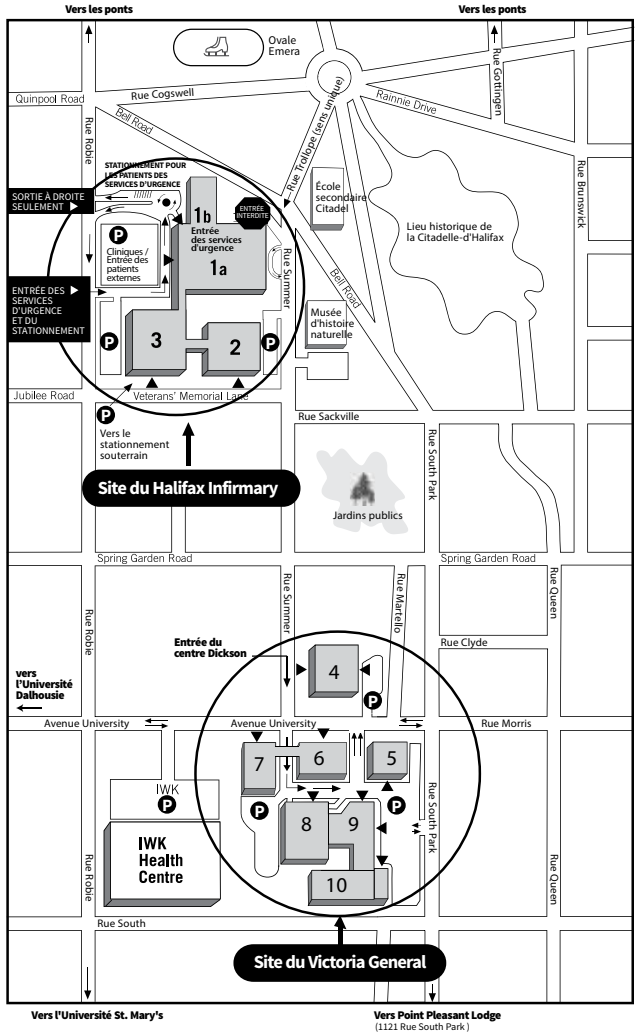 Vers les ponts
Vers les ponts
Ovale
Emera
Rue Gottingen
Quinpool Road
Rue Cogswell
Rainnie Drive
Bell Road
Rue Trollope (sens unique)
Rue Robie
Rue Brunswick
STATIONNEMENT POUR
LES PATIENTS DES
SERVICES D'URGENCE
SORTIE À DROITE
SEULEMENT
École
secondaire
Citadel
1b
ENTRÉE
INTERDITE
Entrée
des services
d'urgence
1a
P
Cliniques /
Entrée des
patients
externes
Lieu historique de
la Citadelle-d'Halifax
Rue Summer
Bell Road
ENTRÉE DES
SERVICES
D'URGENCE
ET DU
STATIONNEMENT
Musée
d'histoire
naturelle
P
3
2
P
Jubilee Road
Veterans' Memorial Lane
P
Vers le
stationnement
souterrain
Rue Sackville
Rue South Park
Site du Halifax Infirmary
Jardins publics
Spring Garden Road
Spring Garden Road
Rue Robie
Rue Summer
Rue Martello
Rue Queen
Rue Clyde
Entrée du
centre Dickson
4
P
vers
l'Université
Dalhousie
Avenue University
Avenue University
Rue Morris
7
6
5
IWK
P
P
P
8
9
Rue South Park
IWK
Health
Centre
Rue Robie
Rue Queen
10
Rue South
Site du Victoria General
Vers l'Université St. Mary's
Vers Point Pleasant Lodge
(1121 Rue South Park )